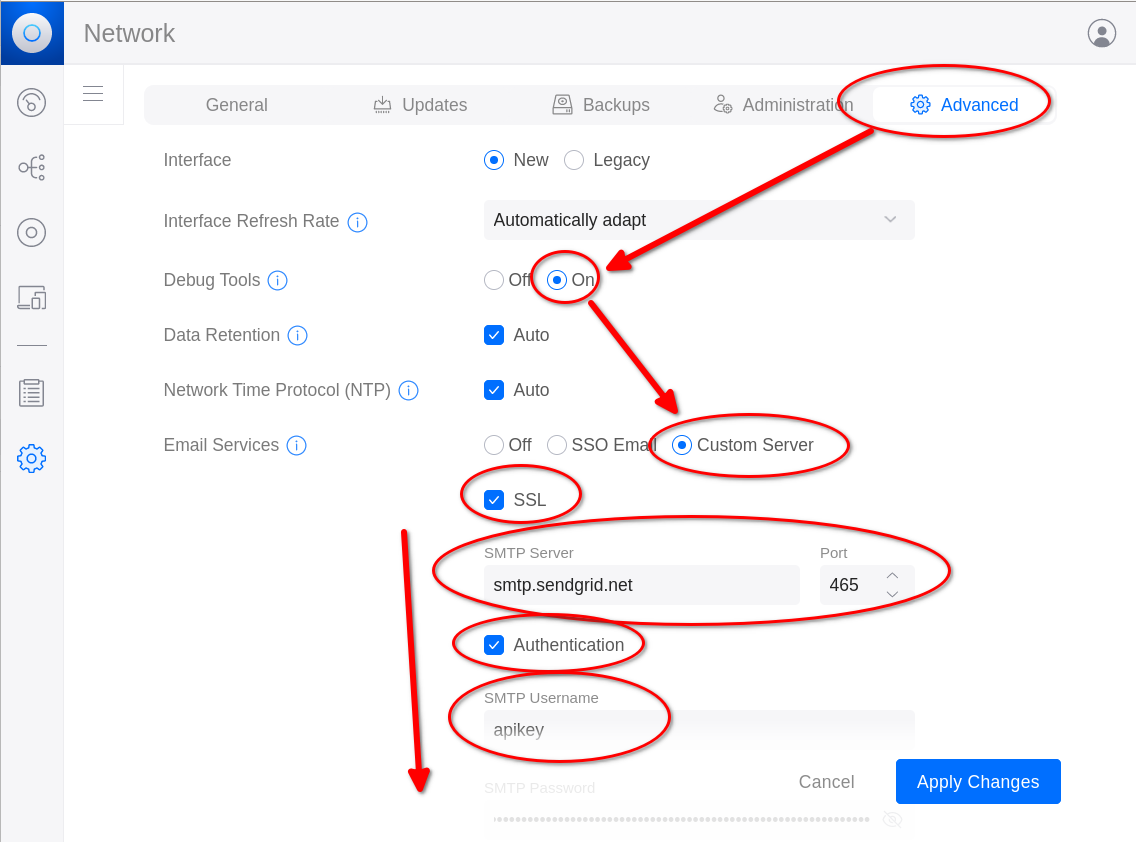 Network
General Updates Backups Administration Advanced
Interface New Legacy
Interface Refresh Rate Automatically adapt
Debug Tools Off On
Data Retention Auto
Network Time Protocol (NTP) Auto
Email Services Off SSO Email Custom Server
SSL
SMTP Server Port
smtp.sendgrid.net 465
Authentication
SMTP Username
apikey
Cancel Apply Changes
SMTP Password